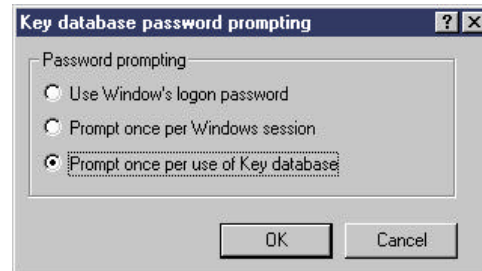 Key database password prompting
Password prompting
Use Window's logon password
Prompt once per Windows session
Prompt once per use of Key database
OK
Cancel